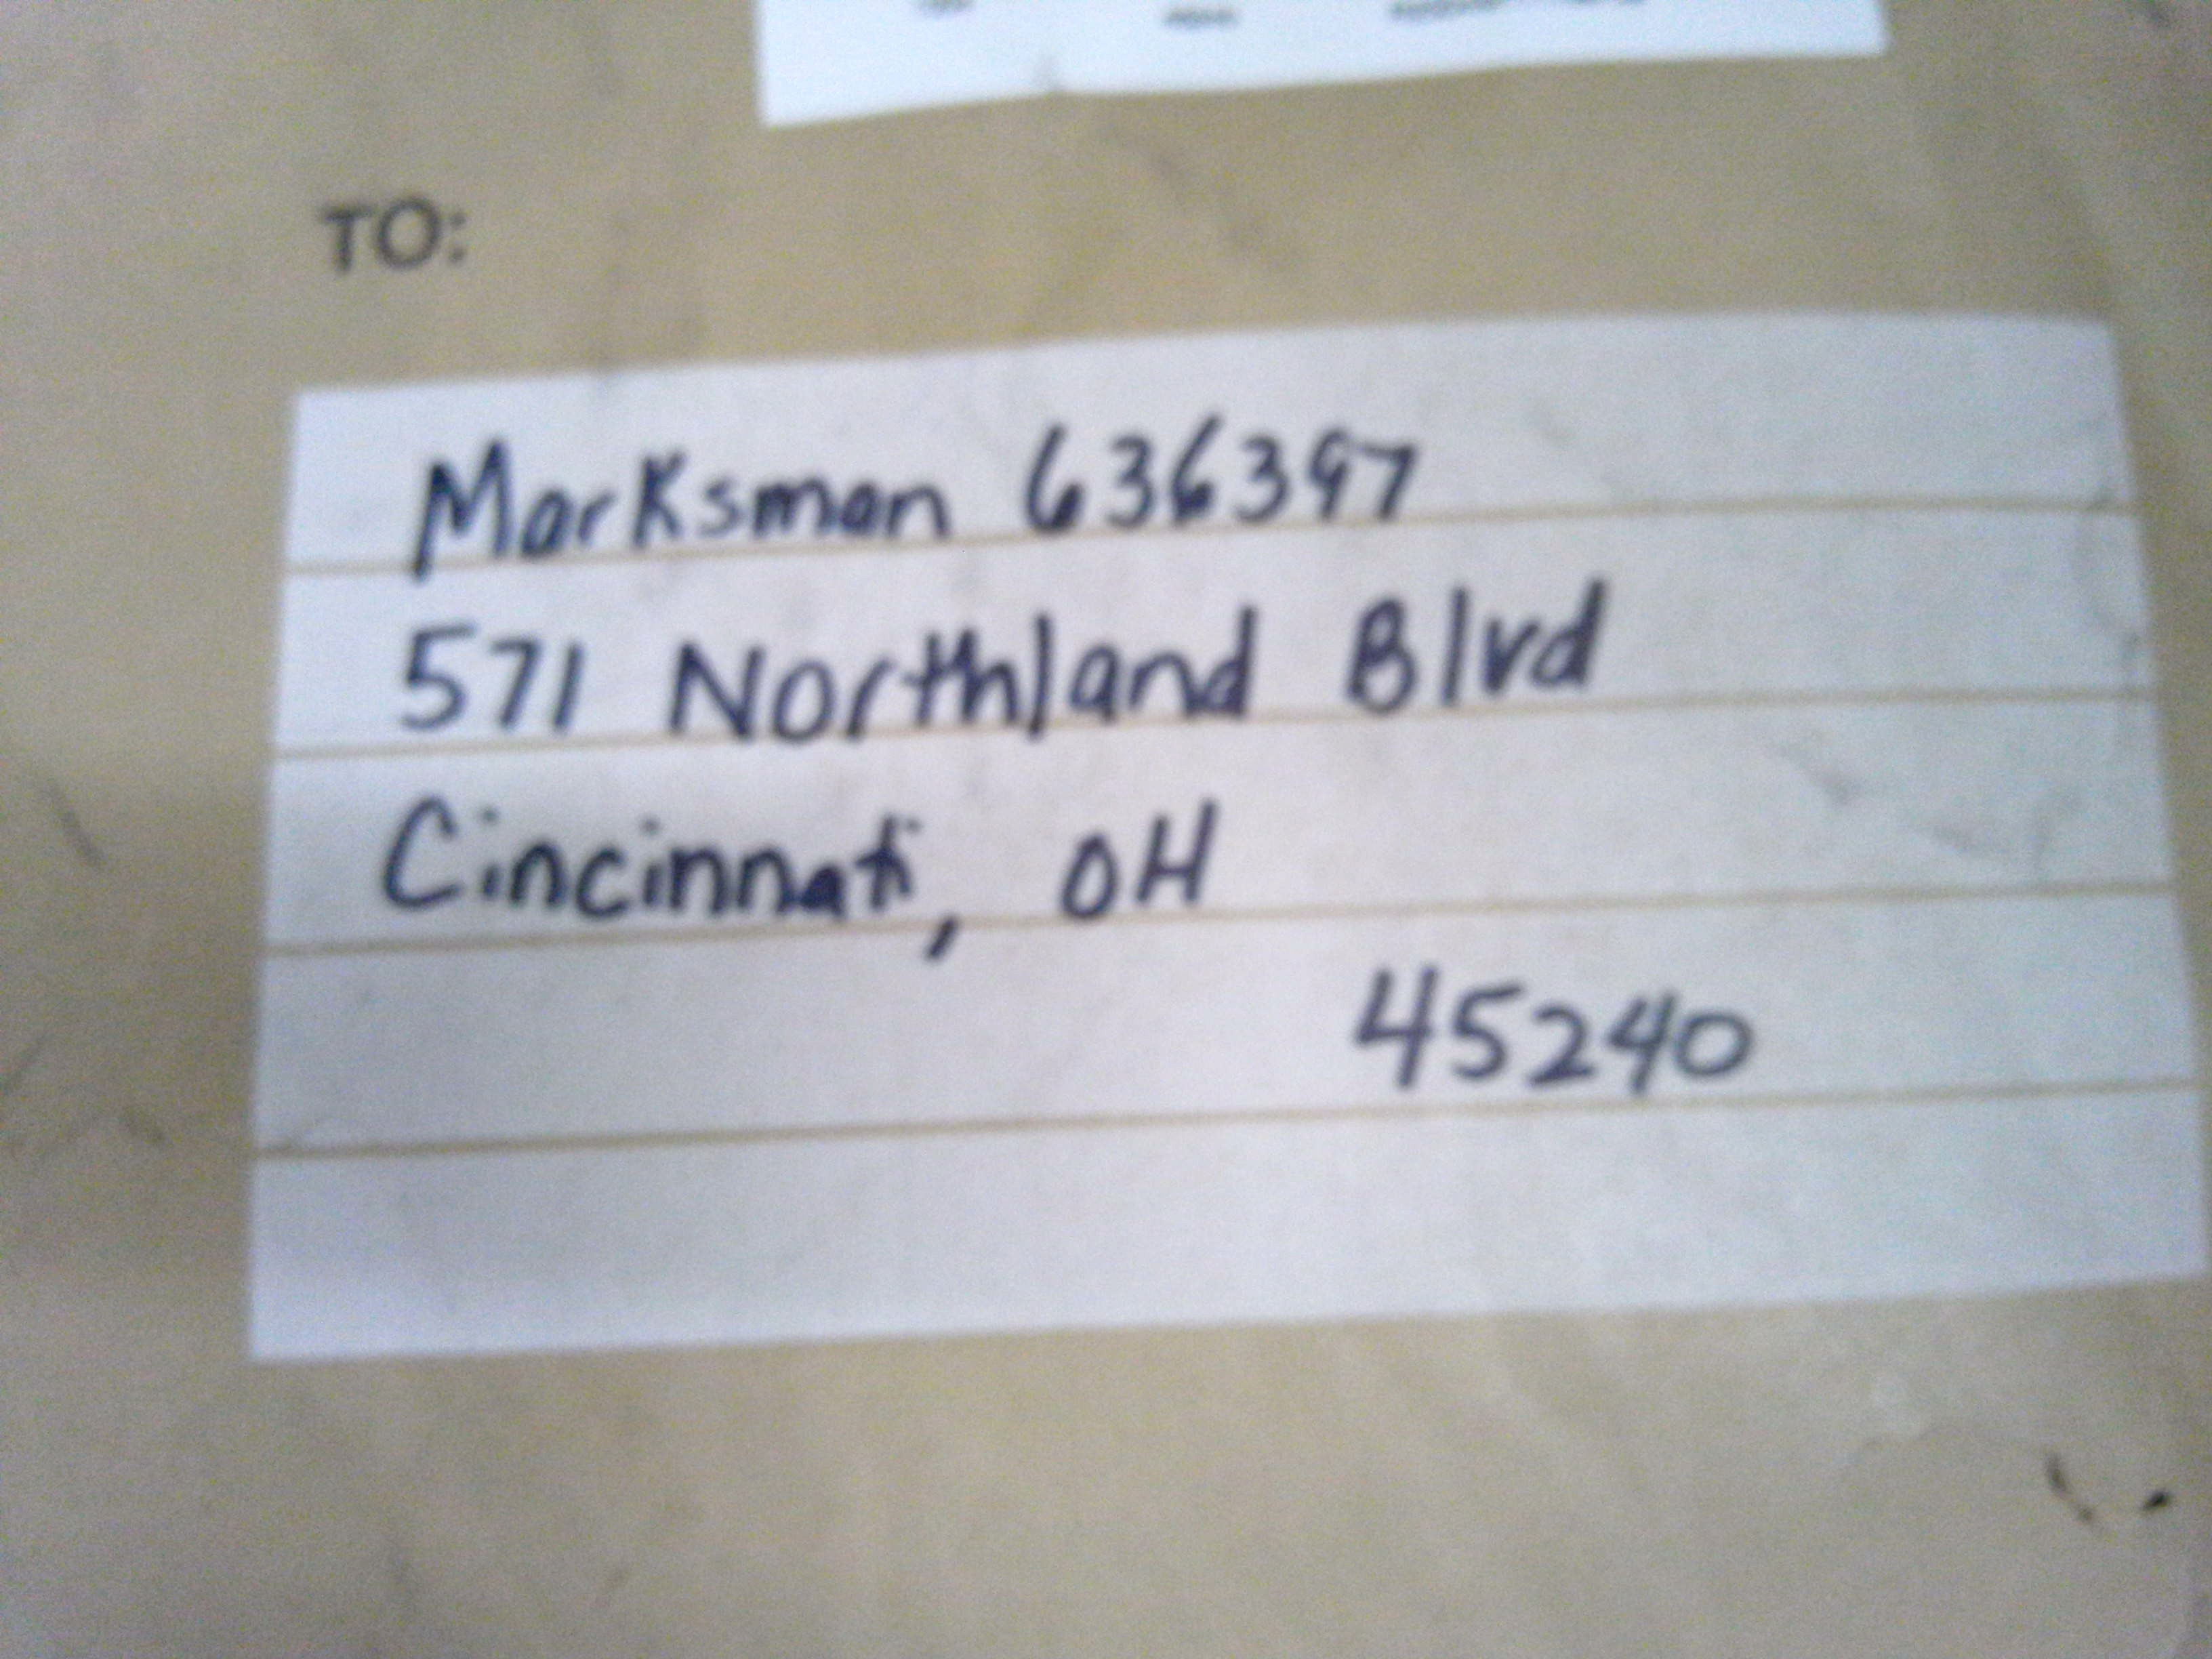 TO:
Marksman 636397
571 Northland Blvd
Cincinnati, OH
45240